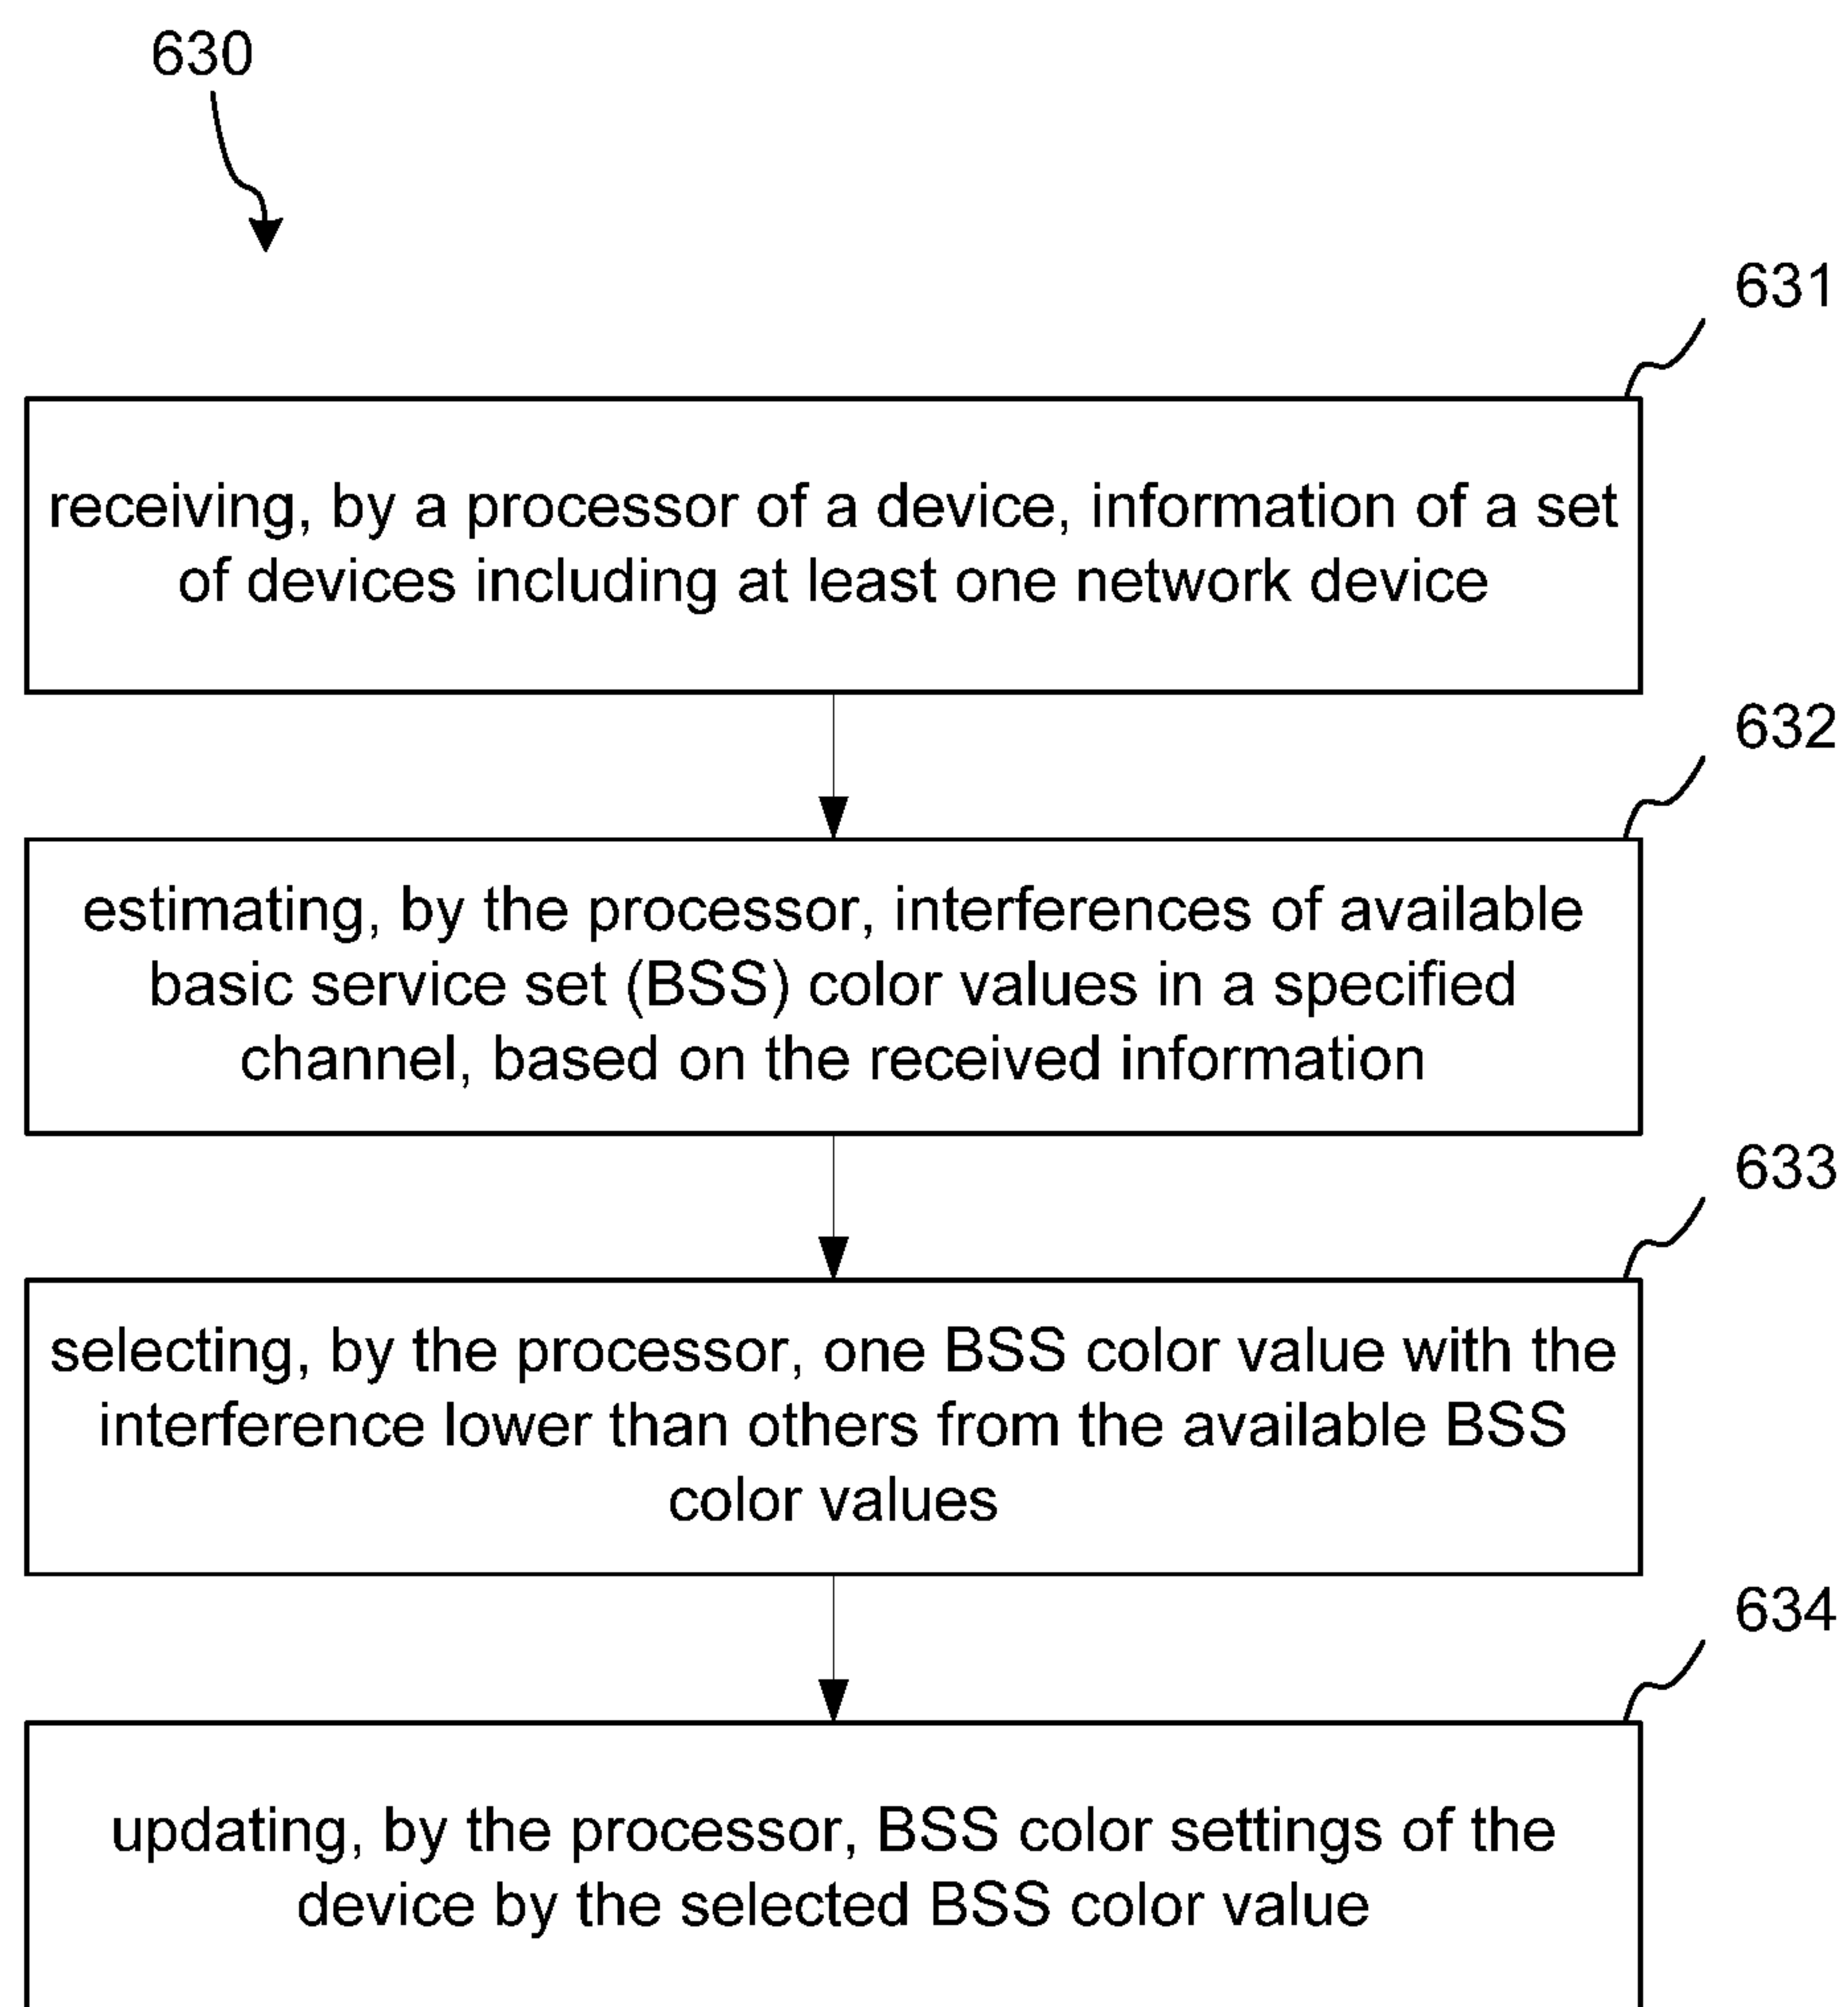 630
631
receiving, by a processor of a device, information of a set
of devices including at least one network device
632
estimating, by the processor, interferences of available
basic service set (BSS) color values in a specified
channel, based on the received information
633
selecting, by the processor, one BSS color value with the
interference lower than others from the available BSS
color values
634
updating, by the processor, BSS color settings of the
device by the selected BSS color value